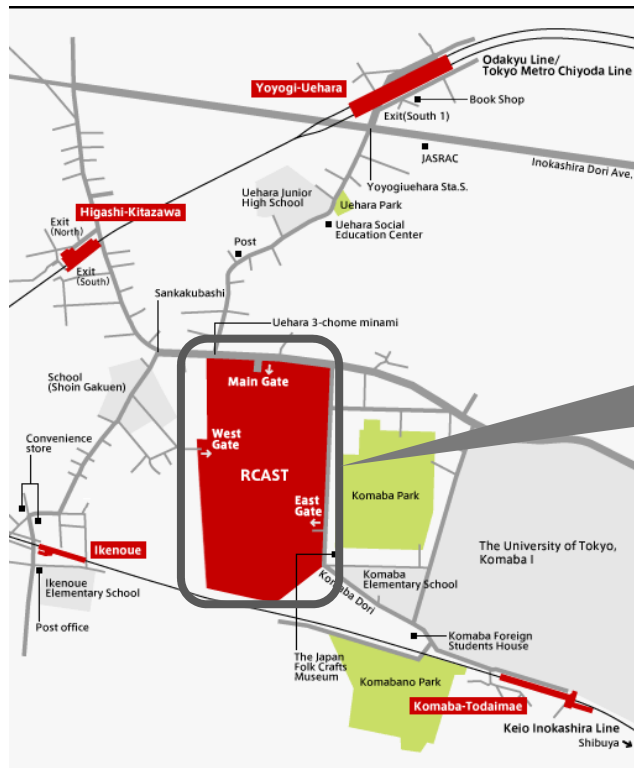 Odakyu Line/
Tokyo Metro Chiyoda Line
Yoyogi-Uehara
Book Shop
Exit(South 1)
JASRAC
Inokashira Dori Ave.
Yoyogiuehara Sta.S.
Uehara Junior
High School
Uehara Park
Higashi-Kitazawa
Exit
(North)
Uehara Social
Education Center
Post
Exit
(South)
Sankakubashi
Uehara 3-chome minami
School
(Shoin Gakuen)
Main Gate
West
Gate
Convenience
store
RCAST
Komaba Park
East
Gate
Ikenoue
The University of Tokyo,
Komaba I
Ikenoue
Elementary School
Komaba
Elementary School
Komaba Dori
Post office
Komaba Foreign
Students House
The Japan
Folk Crafts
Museum
Komabano Park
Komaba-Todaimae
Keio Inokashira Line
Shibuya